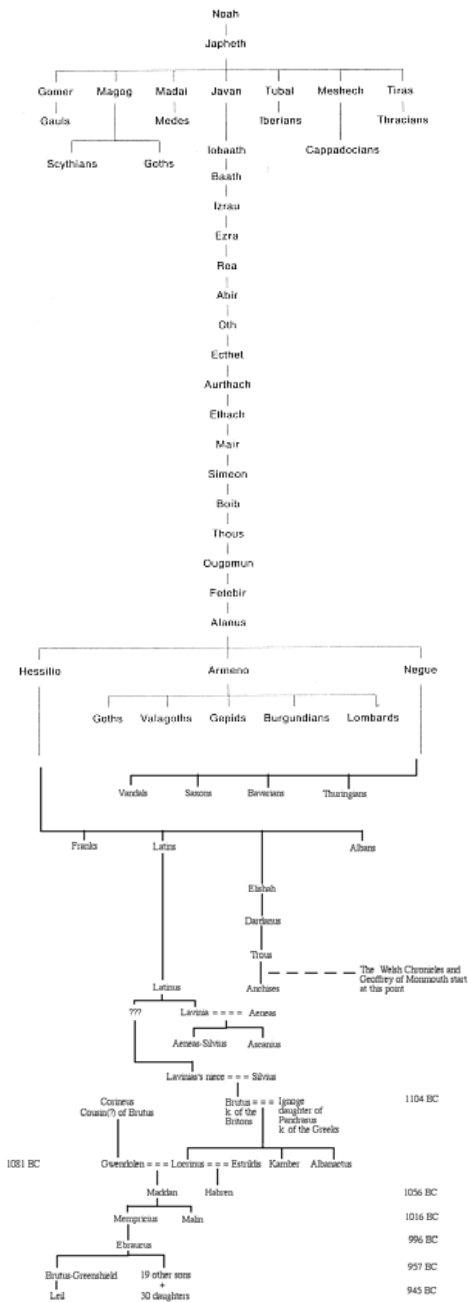 Noah
Japheth
Gomer Magog Madai Javan Tubal Meshech Tiras
Gauls Medes Iberians Thracians
Scythians Goths Iobaath Cappadocians
Baath
Izrau
Ezra
Rea
Abir
Oth
Ecthet
Aurthach
Ethach
Mair
Simeon
Boib
Thous
Ougomun
Fetebir
Alanus
Hessitio Armeno Negue
Goths Valagoths Gepids Burgundians Lombards
Vandals Saxons Bavarians Thuringians
Franks Latins Albans
Elishah
Dardanus
Trous
Latinus Anchises
The Welsh Chronicles and
Geoffrey of Monmouth start
at this point
??? Lavinia = = = = Aeneas
Aeneas-Silvius Ascanius
Lavinias's niece = = = Silvius
Corineus
Cousin(?) of Brutus
Brutus = = = Ignoge
k. of the
Britons
daughter of
Pandrasus
k. of the Greeks
1104 BC
1081 BC Gwendolen = = = Locrinus = = = Estrildis Kamber Albanactus
Maddan Habren 1056 BC
Mempricius Malin 1016 BC
Ebraucus 996 BC
Brutus-Greenshield 19 other sons
+
30 daughters
957 BC
Leil 945 BC